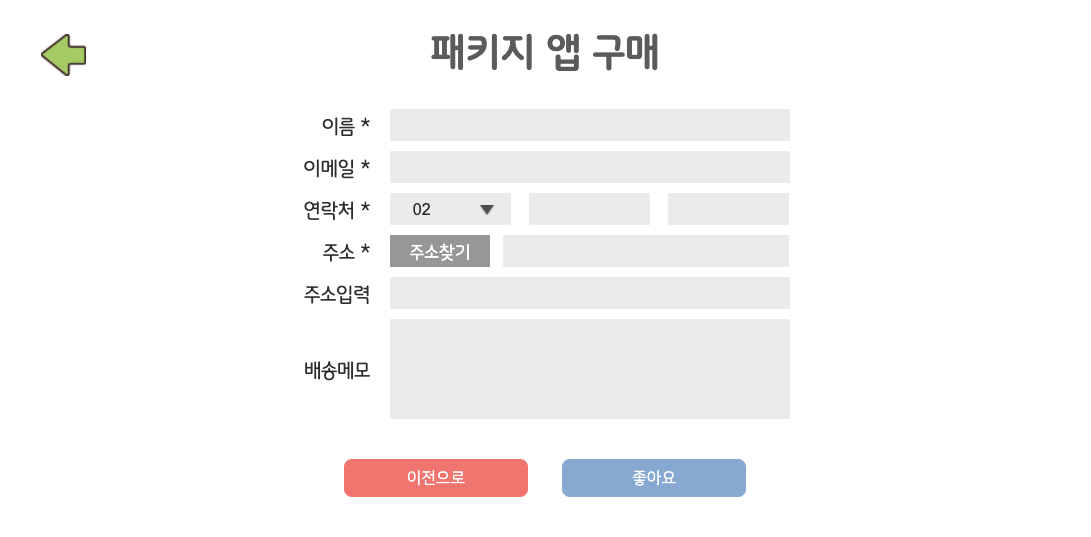 패키지 앱 구매
이름 *
이메일 *
연락처 * 02
주소 * 주소찾기
주소입력
배송메모
이전으로 좋아요